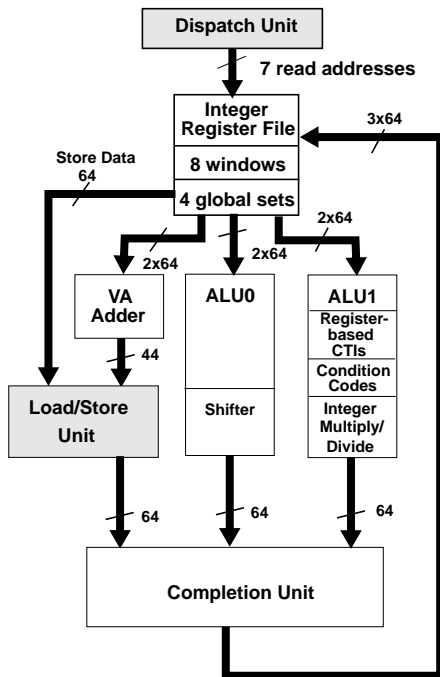 Dispatch Unit
7 read addresses
Integer
Register File
3x64
8 windows
4 global sets
Store Data
64
2x64
2x64
2x64
VA
Adder
ALU0
ALU1
Register-
based
CTIs
44
Condition
Codes
Load/Store
Unit
Shifter
Integer
Multiply/
Divide
64
64
64
Completion Unit